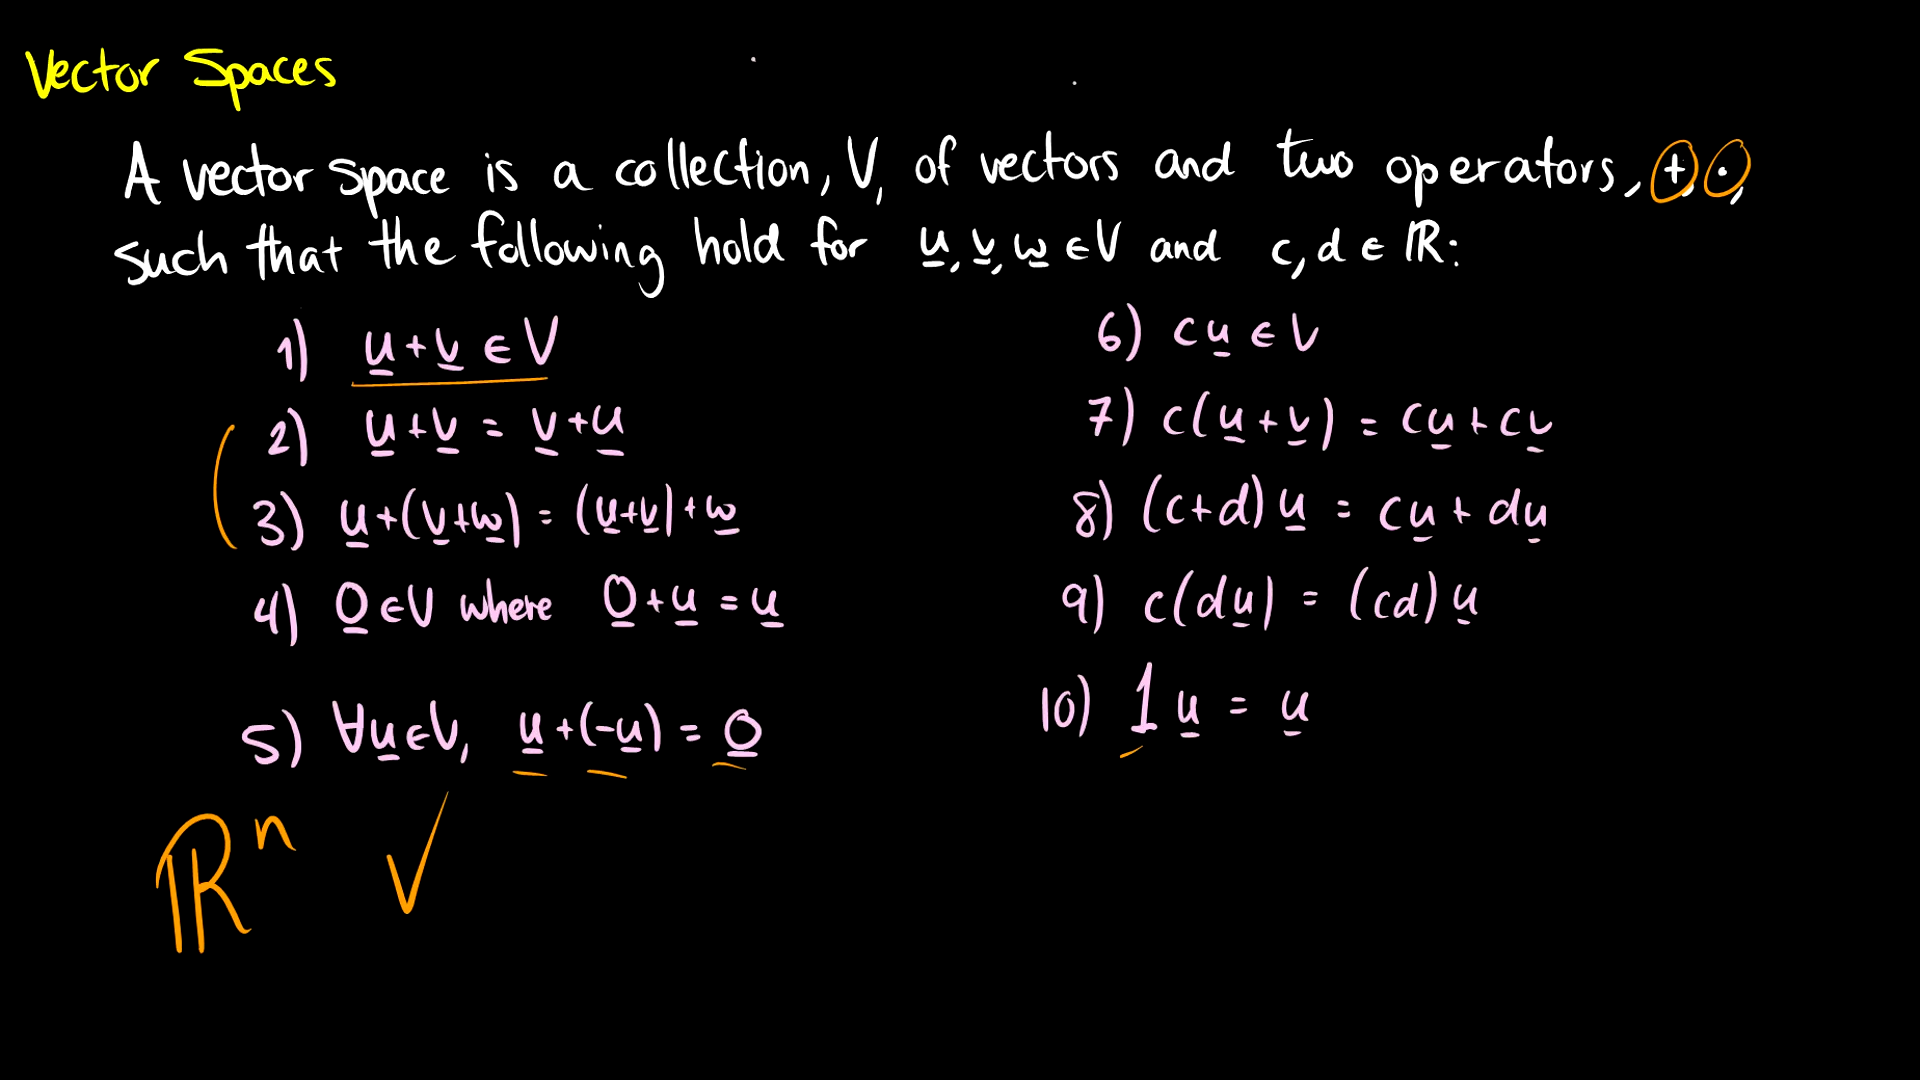 Vector Spaces
A vector space is a collection, V, of vectors and two operators, +, ·,
such that the following hold for u, v, w ∈ V and c, d ∈ ℝ:
1) u + v ∈ V
2) u + v = v + u
3) u + (v + w) = (u + v) + w
4) 0 ∈ V where 0 + u = u
5) ∀u ∈ V, u + (-u) = 0
6) cu ∈ V
7) c(u + v) = cu + cv
8) (c + d)u = cu + du
9) c(du) = (cd)u
10) 1u = u
ℝⁿ ✓